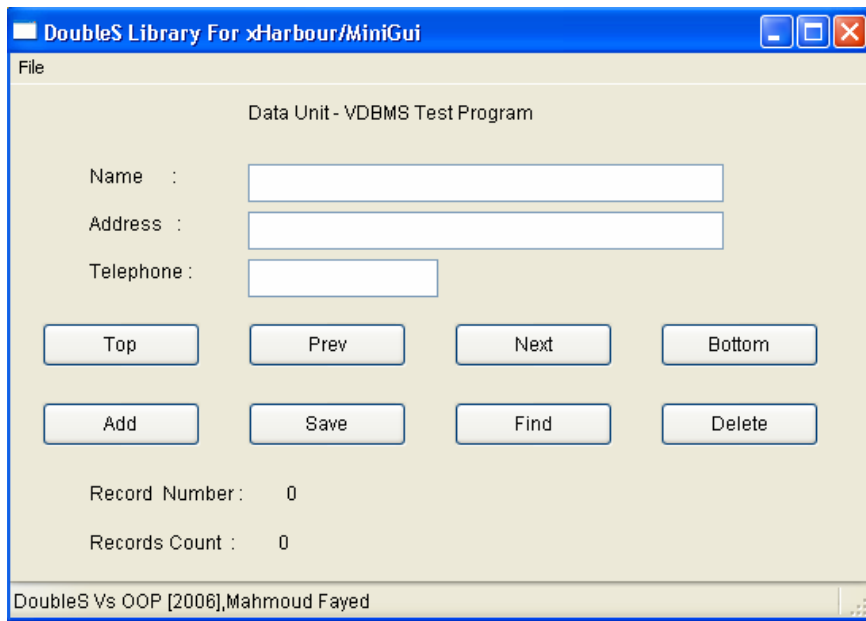 DoubleS Library For xHarbour/MiniGui
File
Data Unit - VDBMS Test Program
Name :
Address :
Telephone :
Top Prev Next Bottom
Add Save Find Delete
Record Number : 0
Records Count : 0
DoubleS Vs OOP [2006],Mahmoud Fayed